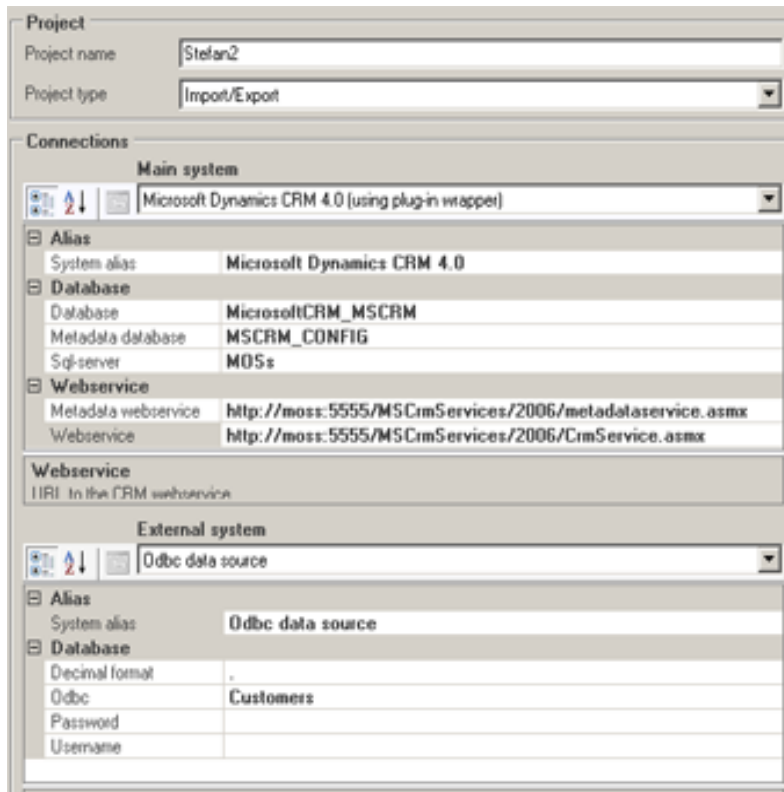 Project
Project name Stefan2
Project type Import/Export
Connections
Main system
Microsoft Dynamics CRM 4.0 (using plug-in wrapper)
Alias
System alias Microsoft Dynamics CRM 4.0
Database
Database MicrosoftCRM_MSCRM
Metadata database MSCRM_CONFIG
Sql-server MOSs
Webservice
Metadata webservice http://moss:5555/MSCrmServices/2006/metadataservice.asmx
Webservice http://moss:5555/MSCrmServices/2006/CrmService.asmx
Webservice
URL to the CRM webservice
External system
Odbc data source
Alias
System alias Odbc data source
Database
Decimal format .
Odbc Customers
Password
Username